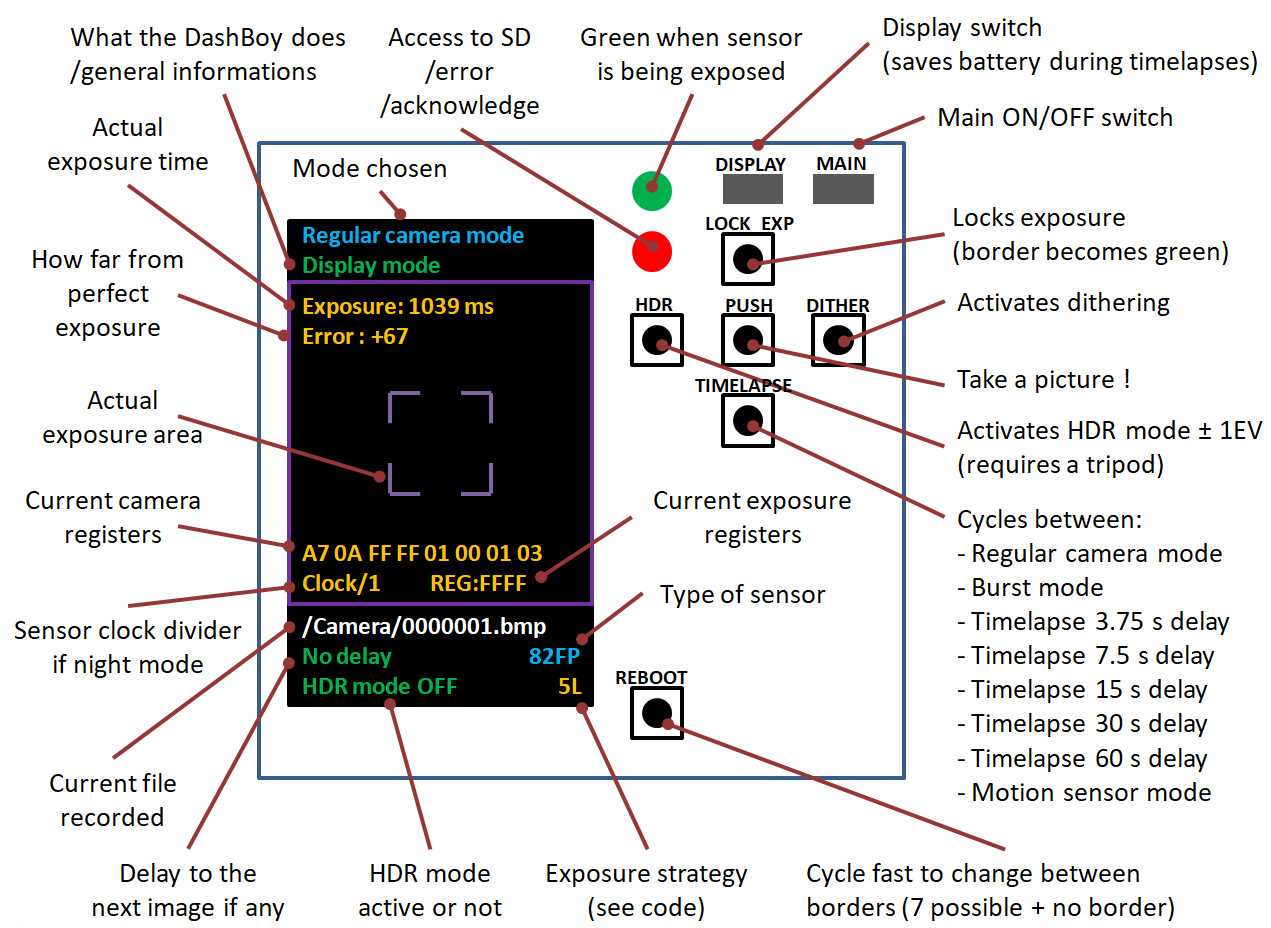 What the DashBoy does
/general informations
Access to SD
/error
/acknowledge
Green when sensor
is being exposed
Display switch
(saves battery during timelapses)
Actual
exposure time
Main ON/OFF switch
Mode chosen
DISPLAY
MAIN
Regular camera mode
Display mode
LOCK EXP
Locks exposure
(border becomes green)
How far from
perfect
exposure
Exposure: 1039 ms
Error : +67
HDR
PUSH
DITHER
Activates dithering
TIMELAPSE
Take a picture !
Actual
exposure area
Activates HDR mode ± 1EV
(requires a tripod)
Current camera
registers
Current exposure
registers
A7 0A FF FF 01 00 01 03
Clock/1
REG:FFFF
Cycles between:
- Regular camera mode
- Burst mode
- Timelapse 3.75 s delay
- Timelapse 7.5 s delay
- Timelapse 15 s delay
- Timelapse 30 s delay
- Timelapse 60 s delay
- Motion sensor mode
Type of sensor
Sensor clock divider
if night mode
/Camera/0000001.bmp
No delay
82FP
HDR mode OFF
5L
REBOOT
Current file
recorded
Delay to the
next image if any
HDR mode
active or not
Exposure strategy
(see code)
Cycle fast to change between
borders (7 possible + no border)